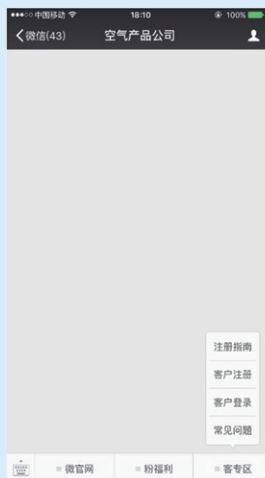 中国移动 18:10 100%
微信(43) 空气产品公司
注册指南
客户注册
客户登录
常见问题
微官网 粉福利 客专区